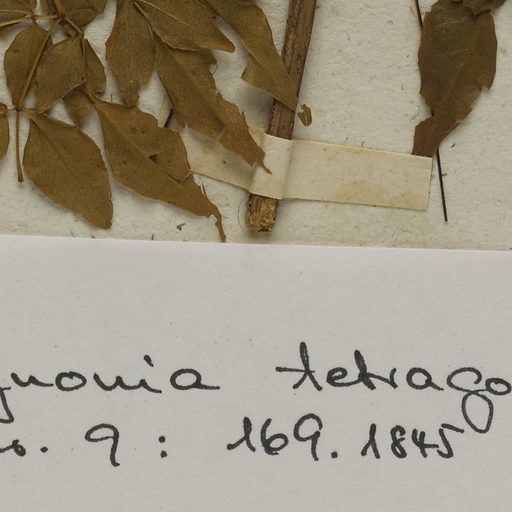 gnonia tetrago
s. 9: 169. 1845